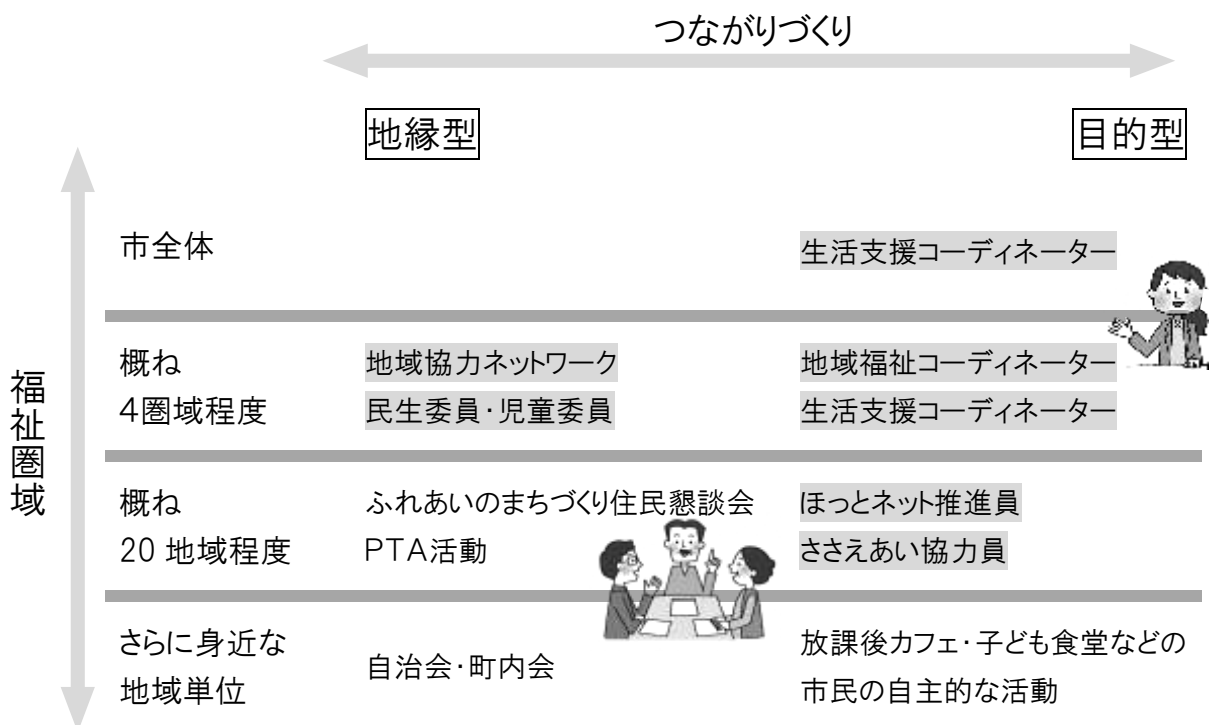 つながりづくり
地縁型
目的型
福祉圏域
市全体
生活支援コーディネーター
概ね
4圏域程度
地域協力ネットワーク
民生委員・児童委員
地域福祉コーディネーター
生活支援コーディネーター
概ね
20 地域程度
ふれあいのまちづくり住民懇談会
PTA活動
ほっとネット推進員
ささえあい協力員
さらに身近な
地域単位
自治会・町内会
放課後カフェ・子ども食堂などの
市民の自主的な活動